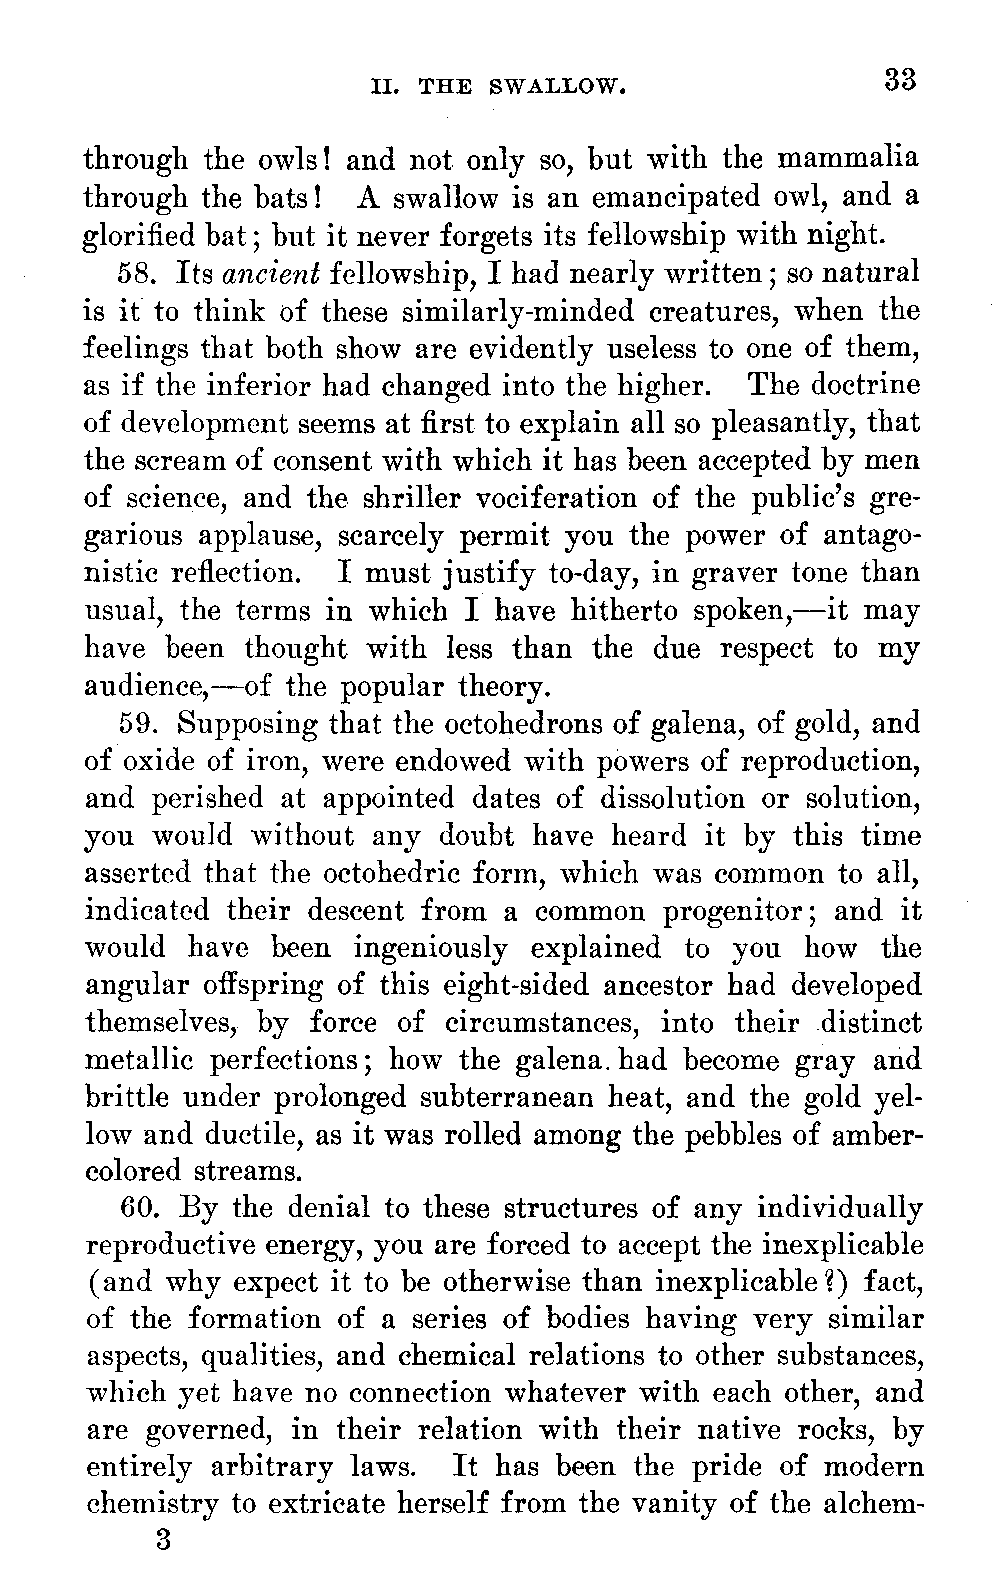 II. THE SWALLOW. 33
through the owls! and not only so, but with the mammalia
through the bats! A swallow is an emancipated owl, and a
glorified bat; but it never forgets its fellowship with night.
58. Its ancient fellowship, I had nearly written; so natural
is it to think of these similarly-minded creatures, when the
feelings that both show are evidently useless to one of them,
as if the inferior had changed into the higher. The doctrine
of development seems at first to explain all so pleasantly, that
the scream of consent with which it has been accepted by men
of science, and the shriller vociferation of the public's gre-
garious applause, scarcely permit you the power of antago-
nistic reflection. I must justify to-day, in graver tone than
usual, the terms in which I have hitherto spoken,—it may
have been thought with less than the due respect to my
audience,—of the popular theory.
59. Supposing that the octohedrons of galena, of gold, and
of oxide of iron, were endowed with powers of reproduction,
and perished at appointed dates of dissolution or solution,
you would without any doubt have heard it by this time
asserted that the octohedric form, which was common to all,
indicated their descent from a common progenitor; and it
would have been ingeniously explained to you how the
angular offspring of this eight-sided ancestor had developed
themselves, by force of circumstances, into their distinct
metallic perfections; how the galena had become gray and
brittle under prolonged subterranean heat, and the gold yel-
low and ductile, as it was rolled among the pebbles of amber-
colored streams.
60. By the denial to these structures of any individually
reproductive energy, you are forced to accept the inexplicable
(and why expect it to be otherwise than inexplicable?) fact,
of the formation of a series of bodies having very similar
aspects, qualities, and chemical relations to other substances,
which yet have no connection whatever with each other, and
are governed, in their relation with their native rocks, by
entirely arbitrary laws. It has been the pride of modern
chemistry to extricate herself from the vanity of the alchem-
3